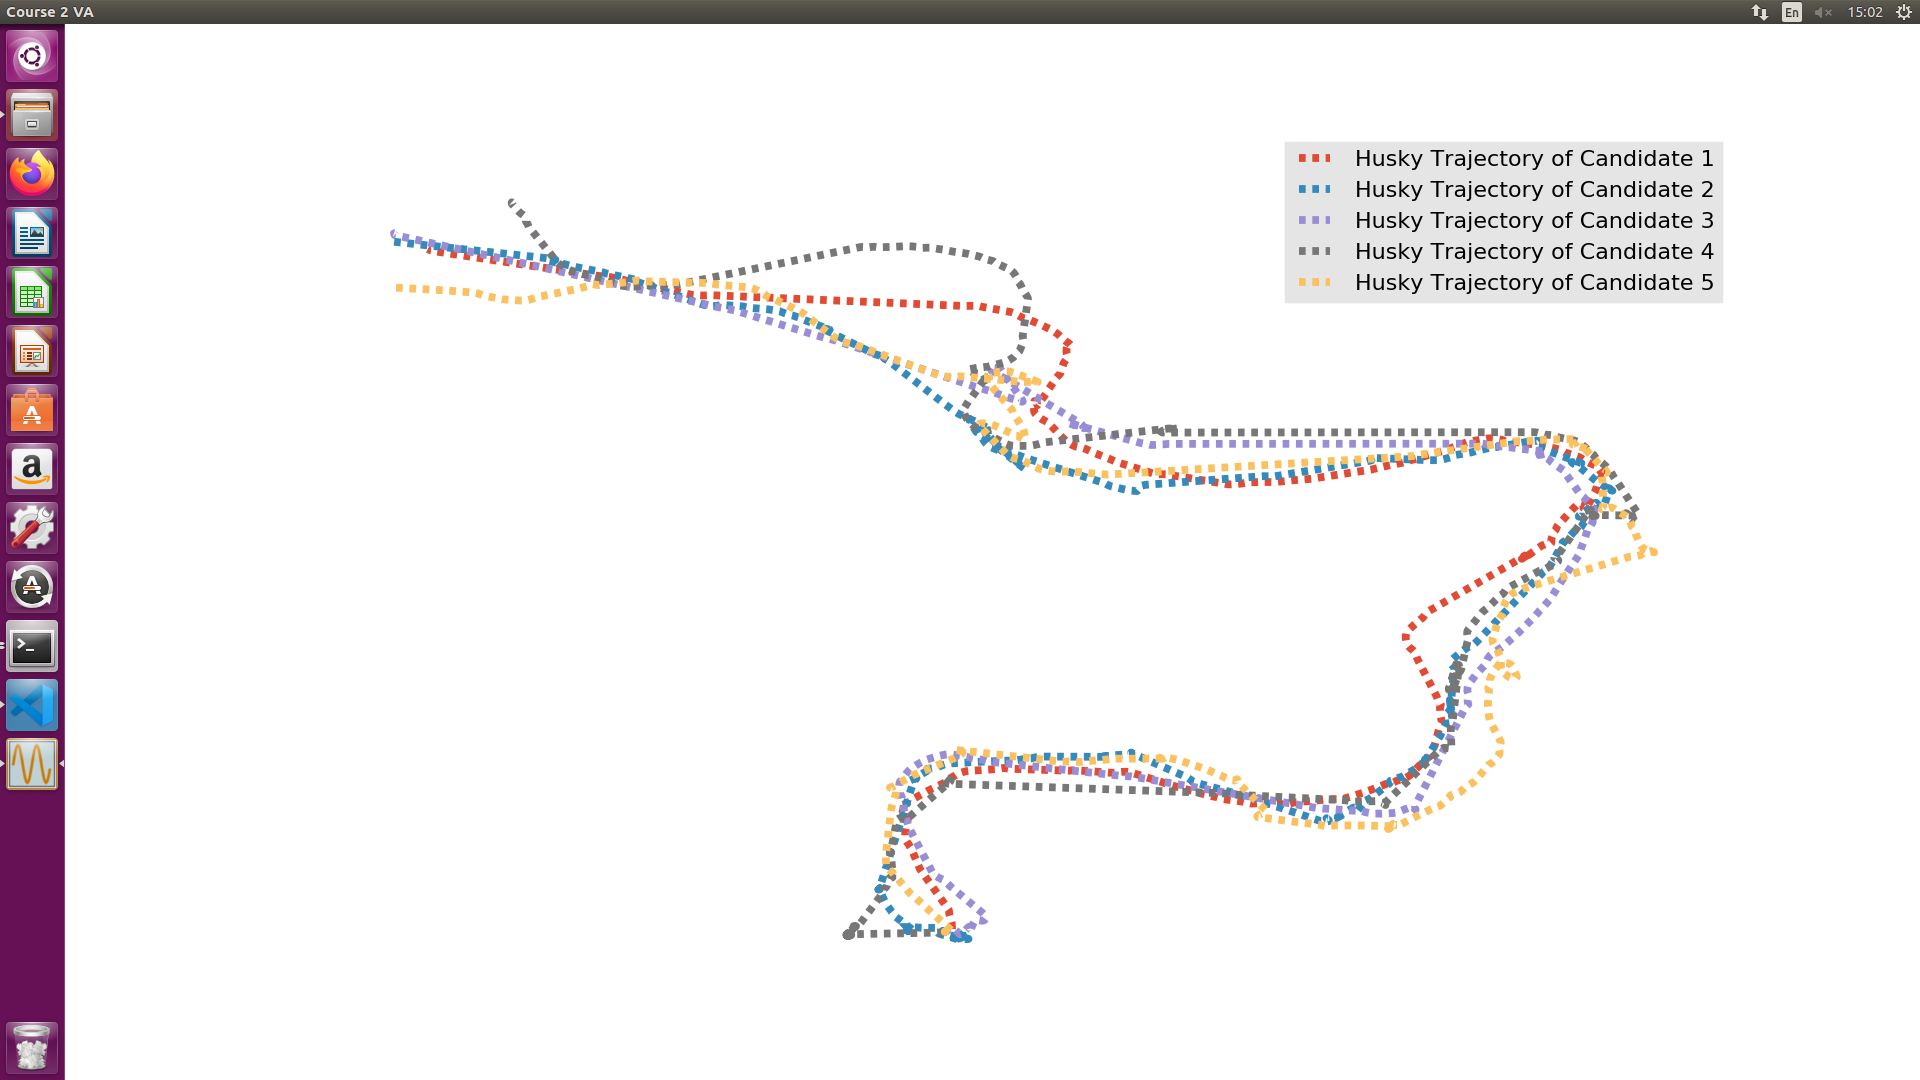 Course 2 VA
En
15:02
Husky Trajectory of Candidate 1
Husky Trajectory of Candidate 2
Husky Trajectory of Candidate 3
Husky Trajectory of Candidate 4
Husky Trajectory of Candidate 5